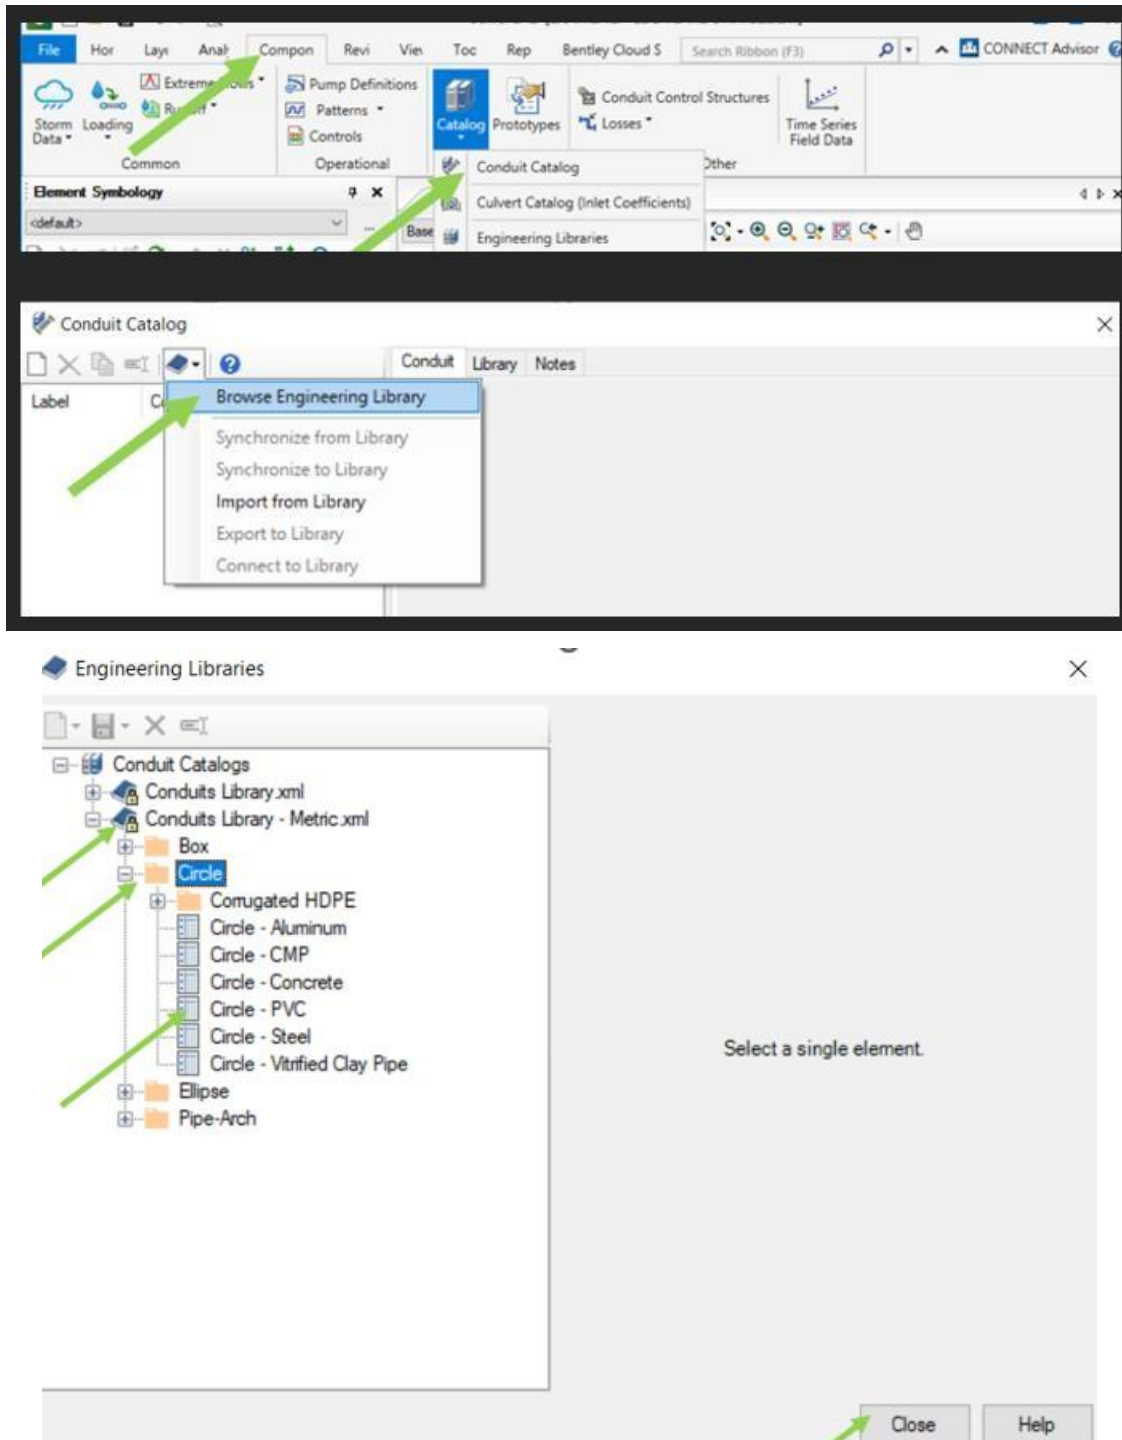 File Hor Layı Anal Compon Revi Viev Toc Rep Bentley Cloud S Search Ribbon (F3) CONNECT Advisor
Extreme Pump Definitions Conduit Control Structures
Storm Data Loading Patterns Catalog Prototypes Losses Time Series Field Data
Controls
Common Operational Other
Conduit Catalog
Element Symbology
Culvert Catalog (Inlet Coefficients)
<default> ... Base
Engineering Libraries
Conduit Catalog
Conduit Library Notes
Label
Browse Engineering Library
Synchronize from Library
Synchronize to Library
Import from Library
Export to Library
Connect to Library
Engineering Libraries
Conduit Catalogs
Conduits Library.xml
Conduits Library - Metric.xml
Box
Circle
Corrugated HDPE
Circle - Aluminum
Circle - CMP
Circle - Concrete
Circle - PVC
Circle - Steel
Circle - Vitrified Clay Pipe
Ellipse
Pipe-Arch
Select a single element.
Close Help